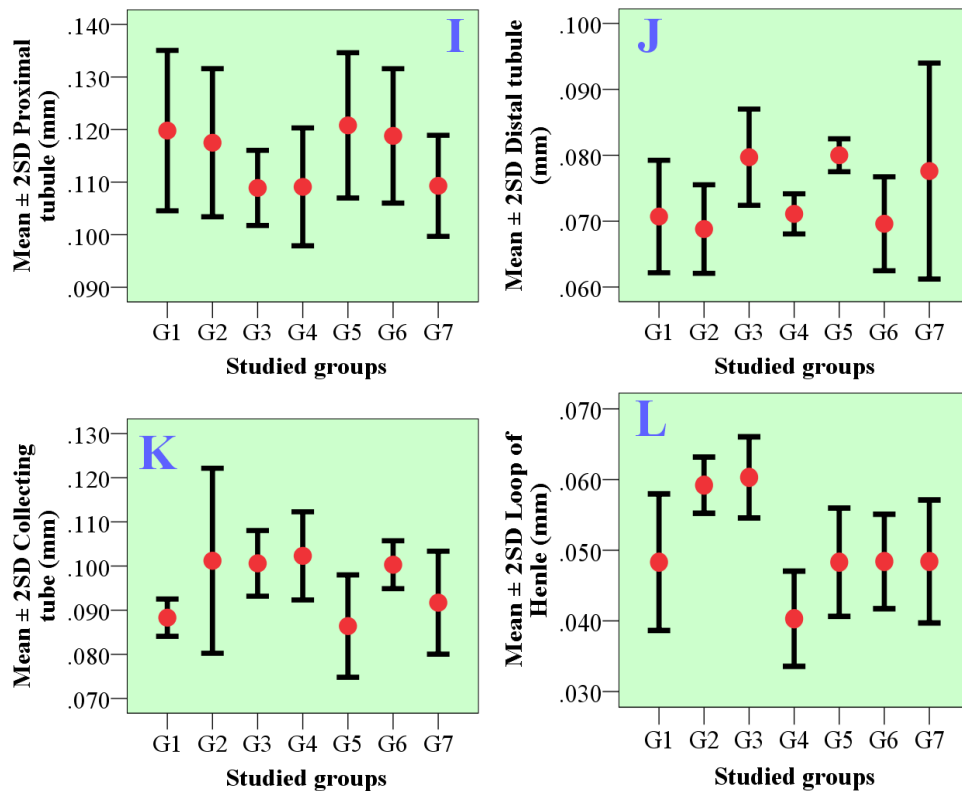 I
Mean ± 2SD Proximal
tubule (mm)
.140
.130
.120
.110
.100
.090
G1 G2 G3 G4 G5 G6 G7
Studied groups
J
Mean ± 2SD Distal tubule
(mm)
.100
.090
.080
.070
.060
G1 G2 G3 G4 G5 G6 G7
Studied groups
K
Mean ± 2SD Collecting
tube (mm)
.130
.120
.110
.100
.090
.080
.070
G1 G2 G3 G4 G5 G6 G7
Studied groups
L
Mean ± 2SD Loop of
Henle (mm)
.070
.060
.050
.040
.030
G1 G2 G3 G4 G5 G6 G7
Studied groups